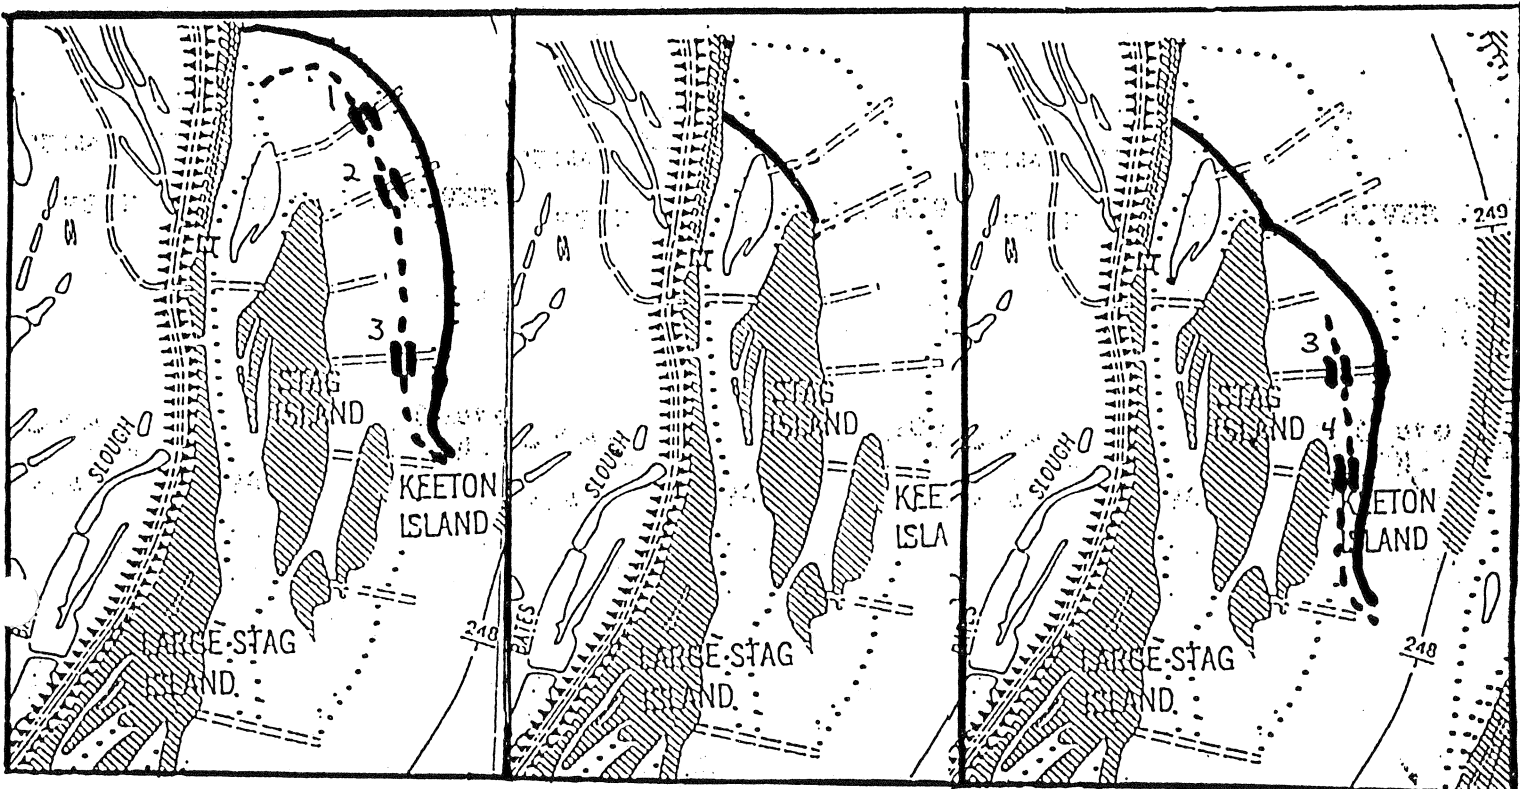 1
2
3
STAG
ISLAND
SLOUGH
KEETON
ISLAND
248
LARGE STAG
ISLAND
STAG
ISLAND
SLOUGH
KEE
ISLA
LARGE STAG
ISLAND
249
3
STAG
ISLAND
4
SLOUGH
KEETON
ISLAND
248
LARGE STAG
ISLAND